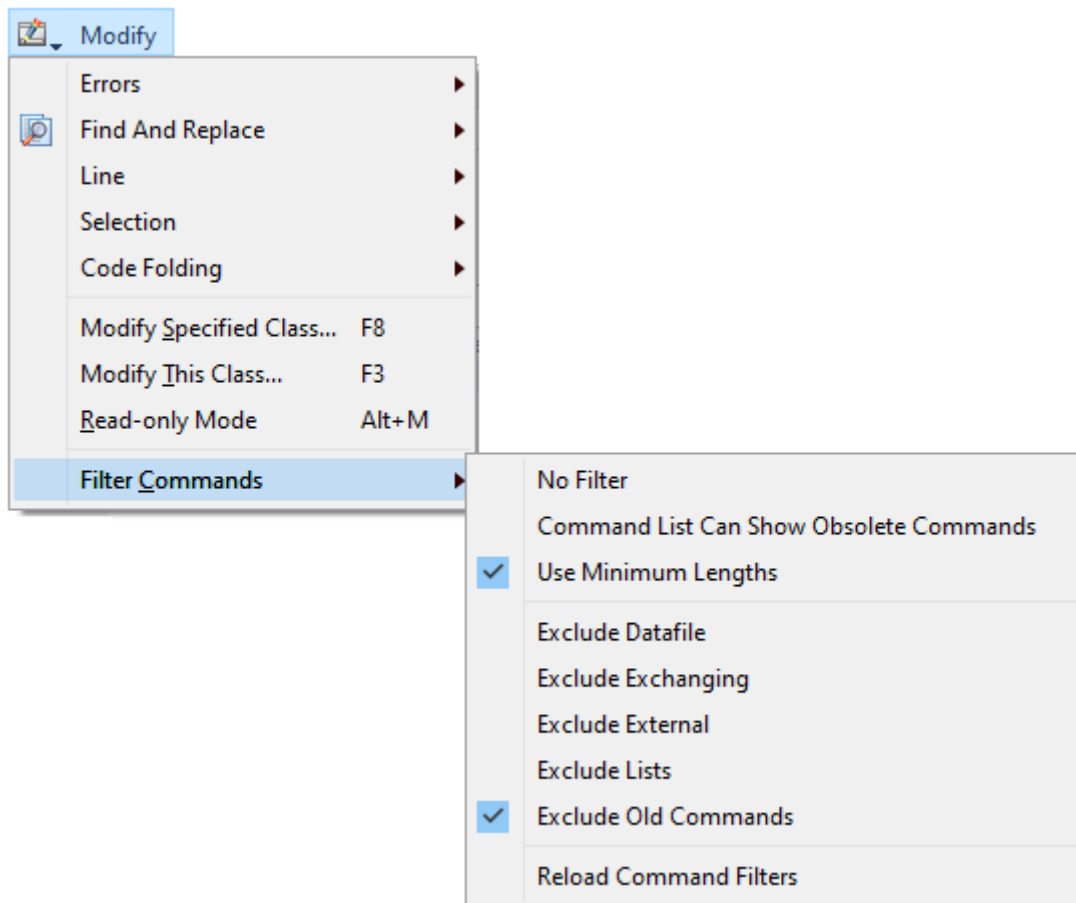 Modify
Errors
Find And Replace
Line
Selection
Code Folding
Modify Specified Class... F8
Modify This Class... F3
Read-only Mode Alt+M
Filter Commands
No Filter
Command List Can Show Obsolete Commands
Use Minimum Lengths
Exclude Datafile
Exclude Exchanging
Exclude External
Exclude Lists
Exclude Old Commands
Reload Command Filters